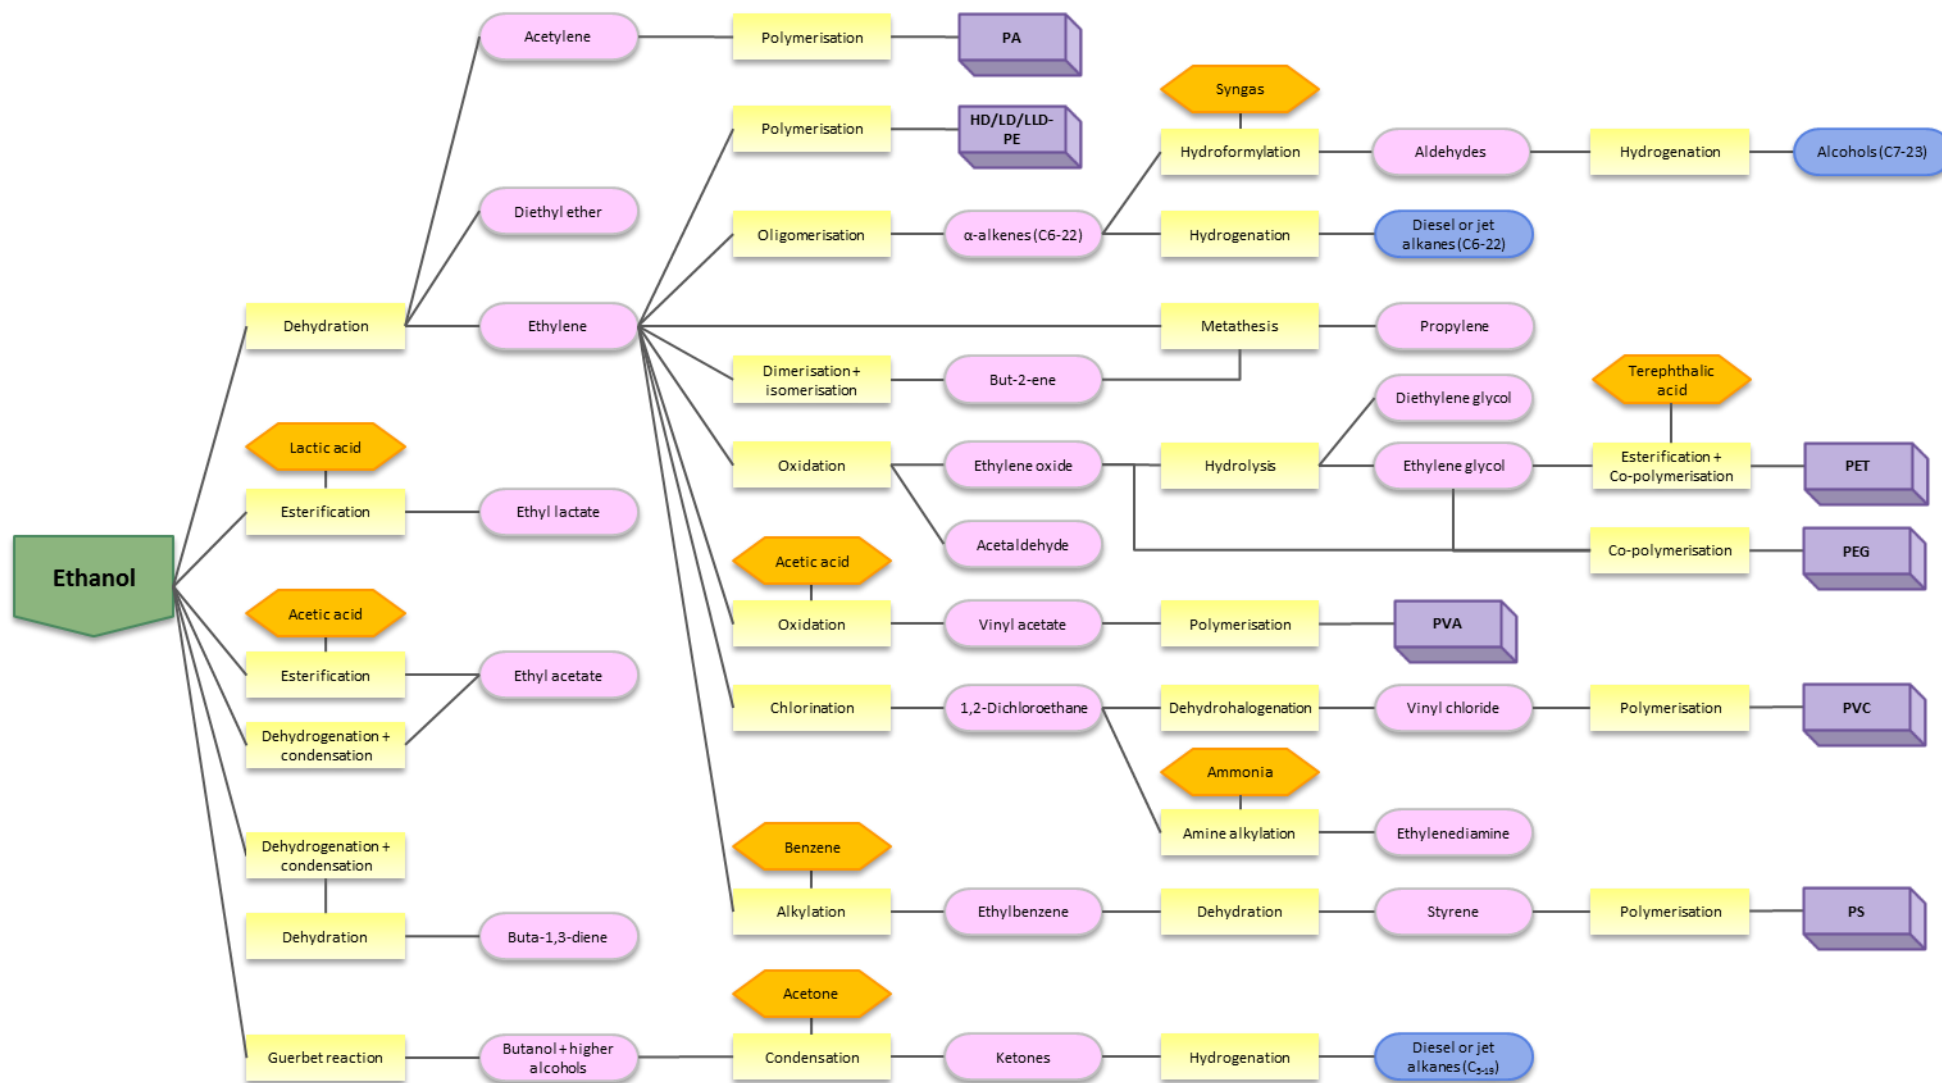 Acetylene
Polymerisation
PA
Syngas
Polymerisation
HD/LD/LLD-
PE
Hydroformylation
Aldehydes
Hydrogenation
Alcohols (C7-23)
Diethyl ether
Oligomerisation
α-alkenes (C6-22)
Hydrogenation
Diesel or jet
alkanes (C6-22)
Dehydration
Ethylene
Metathesis
Propylene
Dimerisation +
isomerisation
But-2-ene
Diethylene glycol
Terephthalic
acid
Lactic acid
Oxidation
Ethylene oxide
Hydrolysis
Ethylene glycol
Esterification +
Co-polymerisation
PET
Esterification
Ethyl lactate
Acetaldehyde
Co-polymerisation
PEG
Ethanol
Acetic acid
Acetic acid
Oxidation
Vinyl acetate
Polymerisation
PVA
Esterification
Ethyl acetate
Chlorination
1,2-Dichloroethane
Dehydrohalogenation
Vinyl chloride
Polymerisation
PVC
Dehydrogenation +
condensation
Ammonia
Amine alkylation
Ethylenediamine
Dehydrogenation +
condensation
Benzene
Alkylation
Ethylbenzene
Dehydration
Styrene
Polymerisation
PS
Dehydration
Buta-1,3-diene
Acetone
Guerbet reaction
Butanol + higher
alcohols
Condensation
Ketones
Hydrogenation
Diesel or jet
alkanes (C5-19)